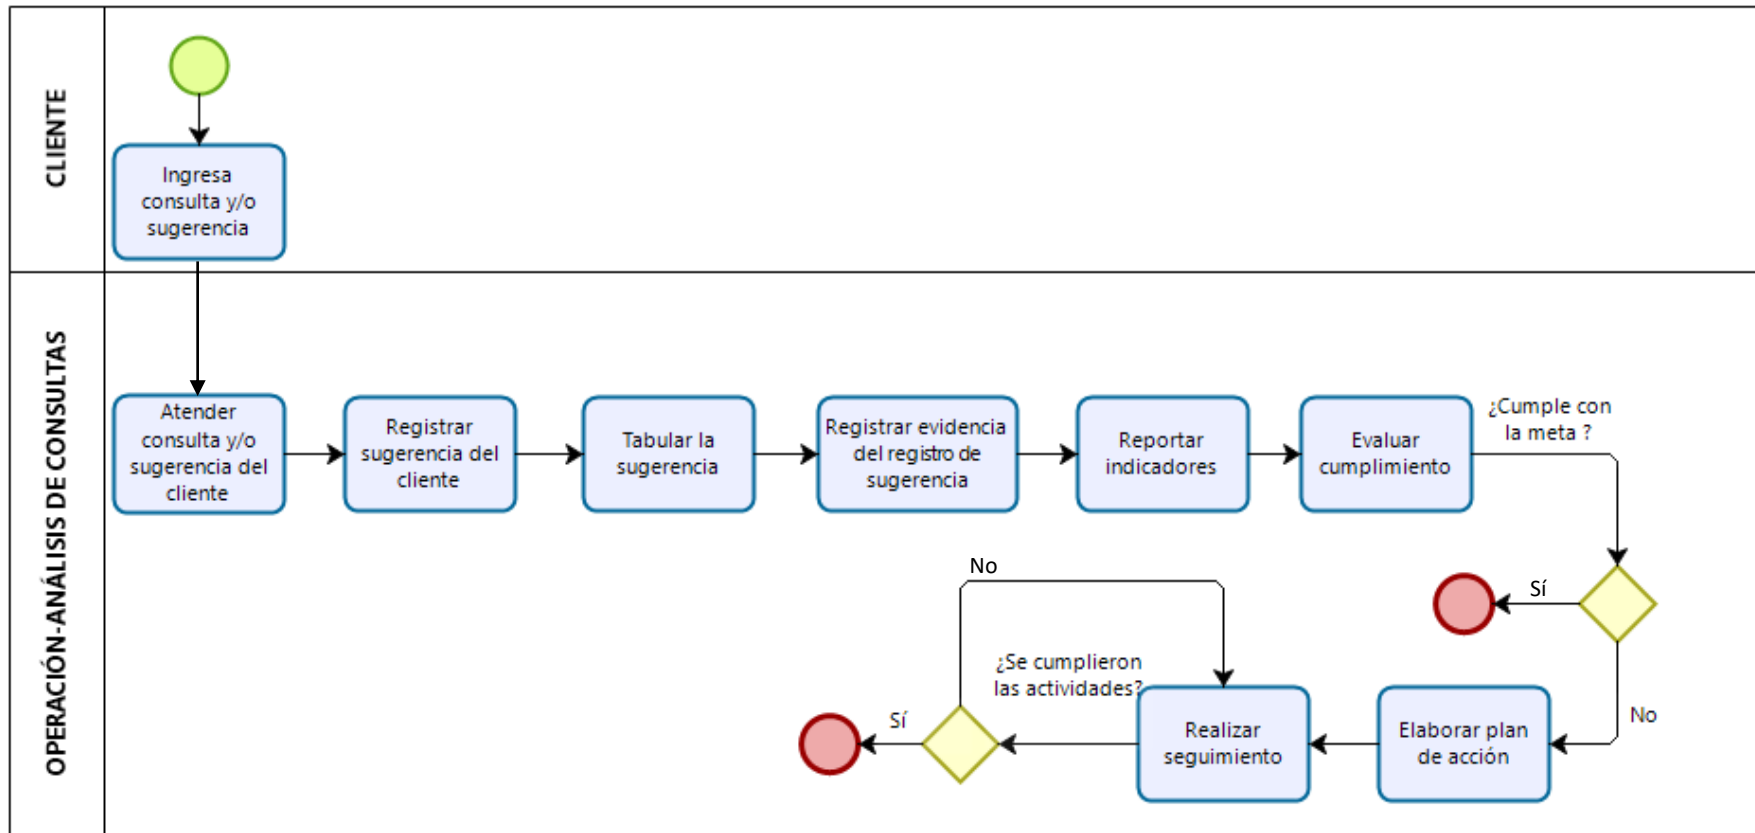 CLIENTE
Ingresa
consulta y/o
sugerencia
OPERACIÓN-ANÁLISIS DE CONSULTAS
Atender
consulta y/o
sugerencia del
cliente
Registrar
sugerencia del
cliente
Tabular la
sugerencia
Registrar evidencia
del registro de
sugerencia
Reportar
indicadores
Evaluar
cumplimiento
¿Cumple con
la meta ?
Sí
No
Elaborar plan
de acción
Realizar
seguimiento
¿Se cumplieron
las actividades?
No
Sí